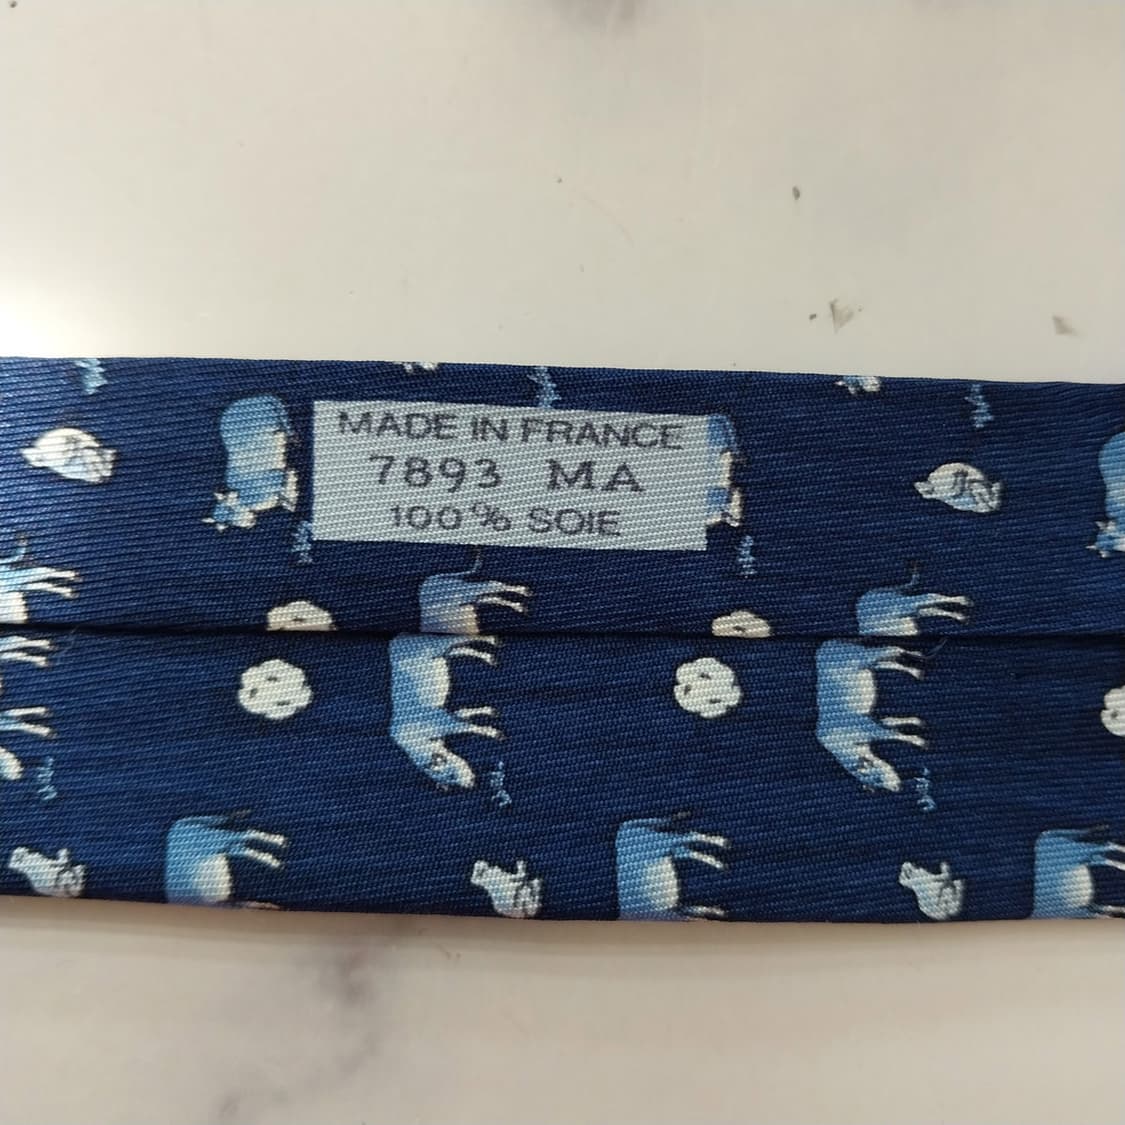 MADE IN FRANCE
7893 MA
100% SOIE